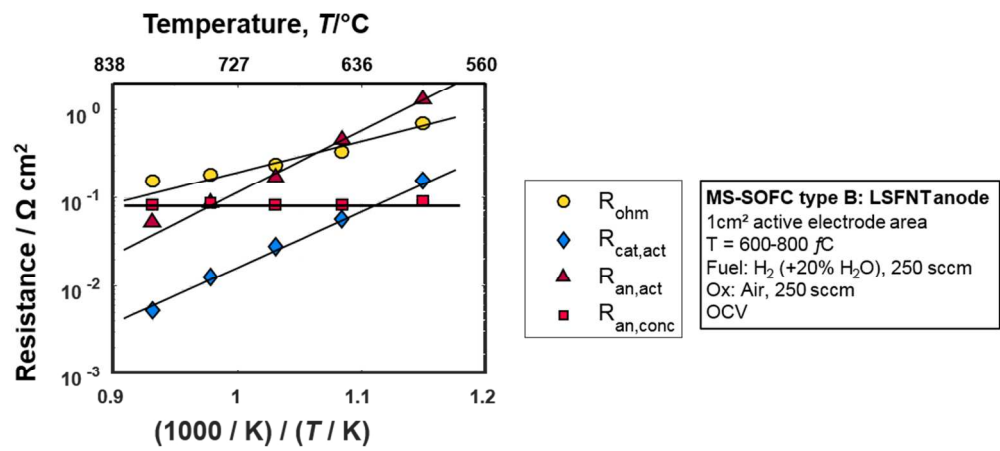 Temperature, T/°C
838 727 636 560
10⁰
10⁻¹
10⁻²
10⁻³
Resistance / Ω cm²
0.9 1 1.1 1.2
(1000 / K) / (T / K)
R_ohm
R_cat,act
R_an,act
R_an,conc
MS-SOFC type B: LSFNT anode
1cm² active electrode area
T = 600-800 ƒC
Fuel: H₂ (+20% H₂O), 250 sccm
Ox: Air, 250 sccm
OCV